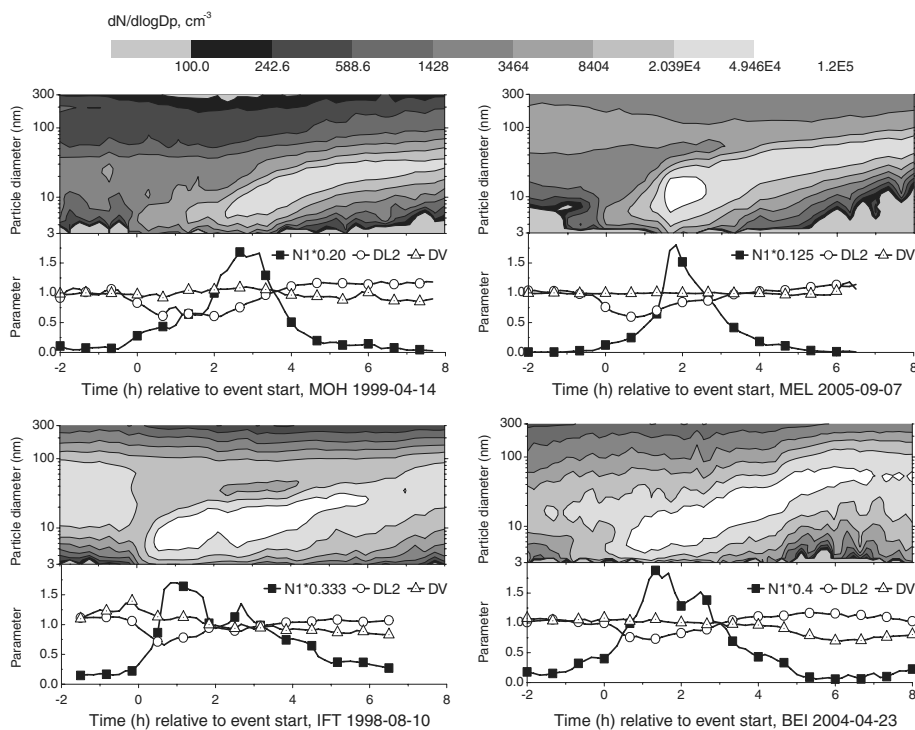 dN/dlogDp, cm-3
100.0 242.6 588.6 1428 3464 8404 2.039E4 4.946E4 1.2E5
300
100
10
3
Particle diameter (nm)
N1*0.20 DL2 DV
1.5
1.0
0.5
0.0
Parameter
-2 0 2 4 6 8
Time (h) relative to event start, MOH 1999-04-14
300
100
10
3
Particle diameter (nm)
N1*0.125 DL2 DV
1.5
1.0
0.5
0.0
Parameter
-2 0 2 4 6 8
Time (h) relative to event start, MEL 2005-09-07
300
100
10
3
Particle diameter (nm)
N1*0.333 DL2 DV
1.5
1.0
0.5
0.0
Parameter
-2 0 2 4 6 8
Time (h) relative to event start, IFT 1998-08-10
300
100
10
3
Particle diameter (nm)
N1*0.4 DL2 DV
1.5
1.0
0.5
0.0
Parameter
-2 0 2 4 6 8
Time (h) relative to event start, BEI 2004-04-23